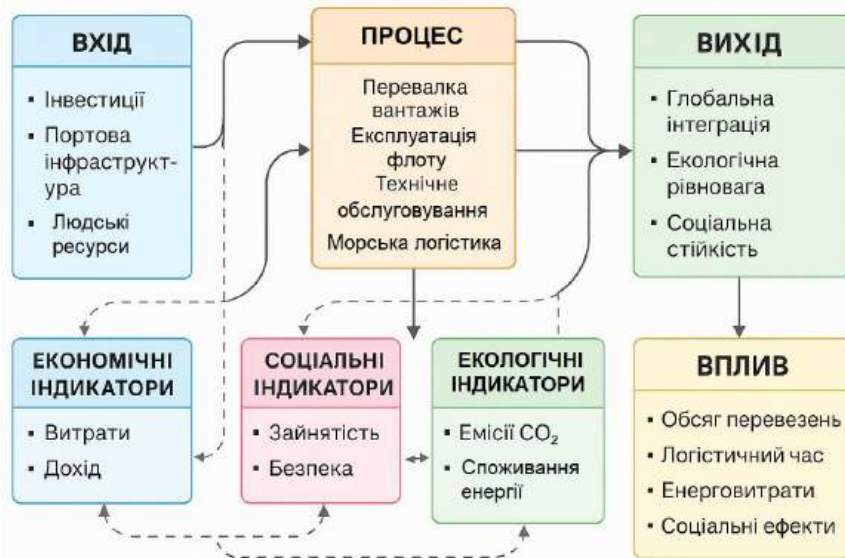 ВХІД
▪ Інвестиції
▪ Портова
інфраструкт-
ура
▪ Людські
ресурси
ПРОЦЕС
Перевалка
вантажів
Експлуатація
флоту
Технічне
обслуговування
Морська логістика
ВИХІД
▪ Глобальна
інтеграція
▪ Екологічна
рівновага
▪ Соціальна
стійкість
ЕКОНОМІЧНІ
ІНДИКАТОРИ
▪ Витрати
▪ Дохід
СОЦІАЛЬНІ
ІНДИКАТОРИ
▪ Зайнятість
▪ Безпека
ЕКОЛОГІЧНІ
ІНДИКАТОРИ
▪ Емісії CO₂
▪ Споживання
енергії
ВПЛИВ
▪ Обсяг перевезень
▪ Логістичний час
▪ Енерговитрати
▪ Соціальні ефекти